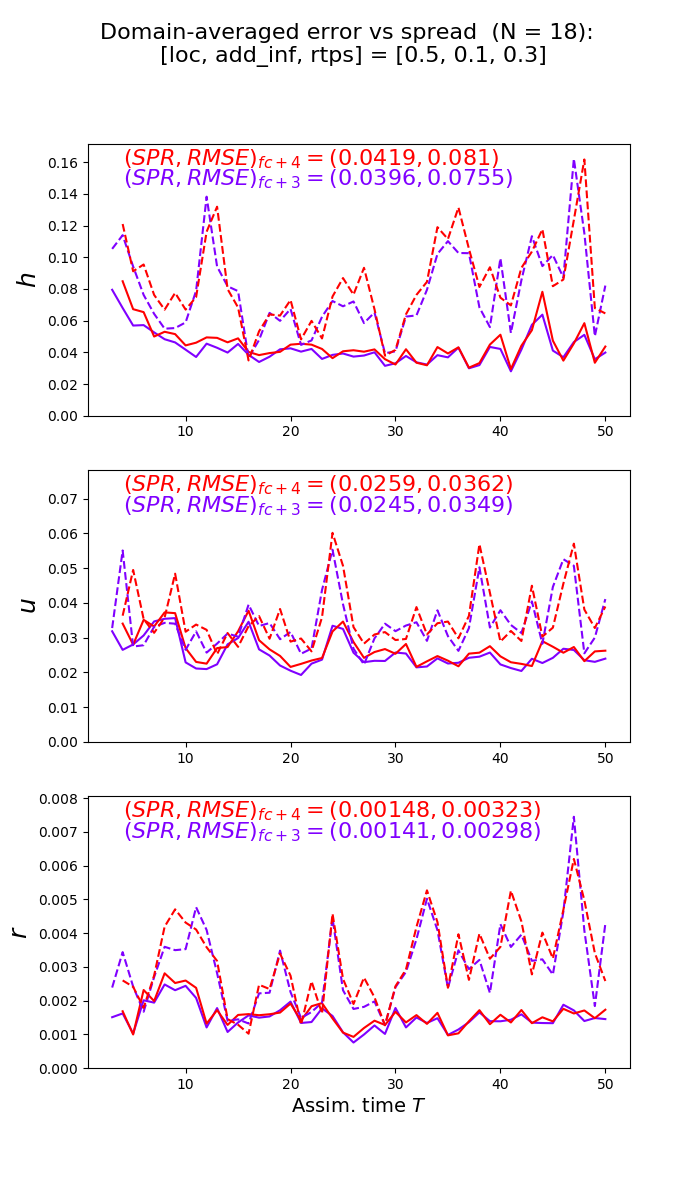 Domain-averaged error vs spread (N = 18):
[loc, add_inf, rtps] = [0.5, 0.1, 0.3]
(SPR, RMSE)fc+4 = (0.0419, 0.081)
(SPR, RMSE)fc+3 = (0.0396, 0.0755)
0.16
0.14
0.12
0.10
0.08
0.06
0.04
0.02
0.00
h
10 20 30 40 50
(SPR, RMSE)fc+4 = (0.0259, 0.0362)
(SPR, RMSE)fc+3 = (0.0245, 0.0349)
0.07
0.06
0.05
0.04
0.03
0.02
0.01
0.00
u
10 20 30 40 50
(SPR, RMSE)fc+4 = (0.00148, 0.00323)
(SPR, RMSE)fc+3 = (0.00141, 0.00298)
0.008
0.007
0.006
0.005
0.004
0.003
0.002
0.001
0.000
r
10 20 30 40 50
Assim. time T